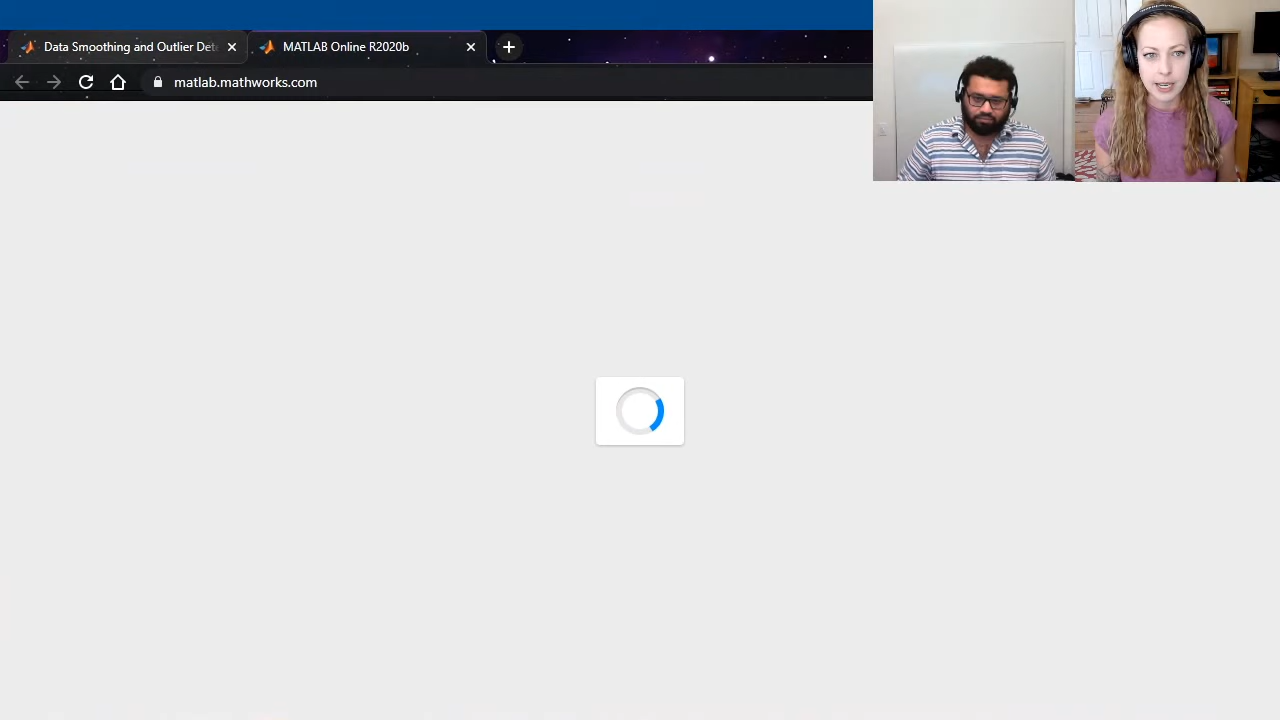 Data Smoothing and Outlier Det
MATLAB Online R2020b
matlab.mathworks.com